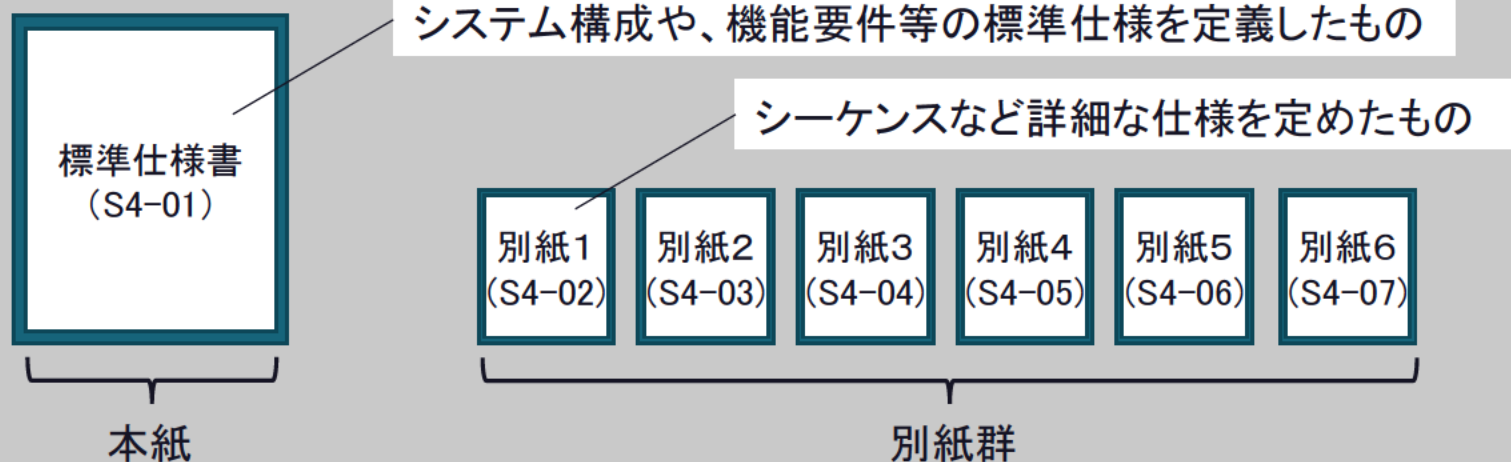 システム構成や、機能要件等の標準仕様を定義したもの
シーケンスなど詳細な仕様を定めたもの
標準仕様書
（S4-01）
別紙１
(S4-02)
別紙２
(S4-03)
別紙３
(S4-04)
別紙４
(S4-05)
別紙５
(S4-06)
別紙６
(S4-07)
本紙
別紙群